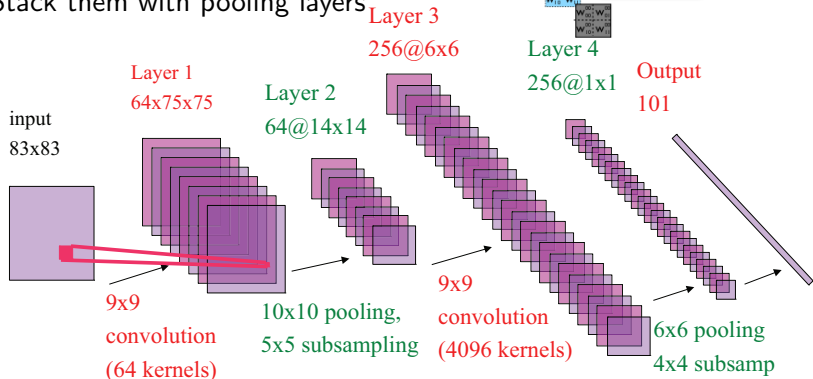 Stack them with pooling layers
Layer 3
256@6x6
Layer 4
256@1x1
Output
101
Layer 1
64x75x75
Layer 2
64@14x14
input
83x83
9x9
convolution
(64 kernels)
10x10 pooling,
5x5 subsampling
9x9
convolution
(4096 kernels)
6x6 pooling
4x4 subsamp